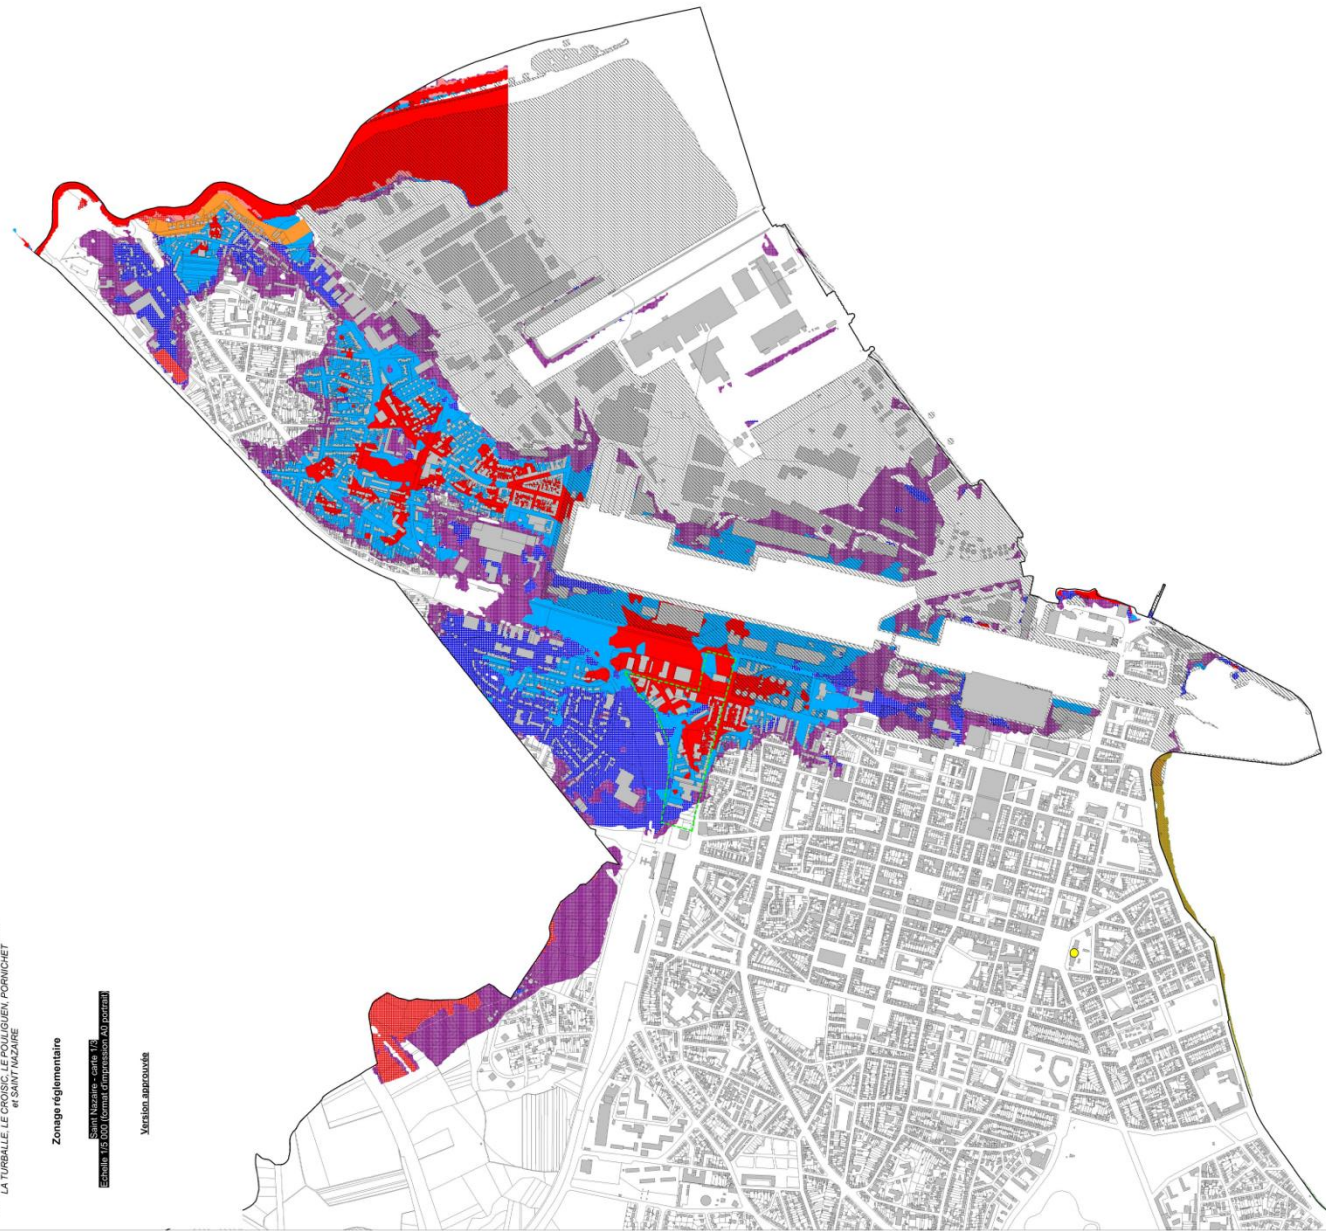 LA TURBALLE, LE CROISIC, LE POULIGUEN, PORNICHET
et SAINT NAZAIRE
Zonage réglementaire
Saint Nazaire - carte 1/3
Echelle 1/5 000 (format d'impression A0 portrait)
Version approuvée